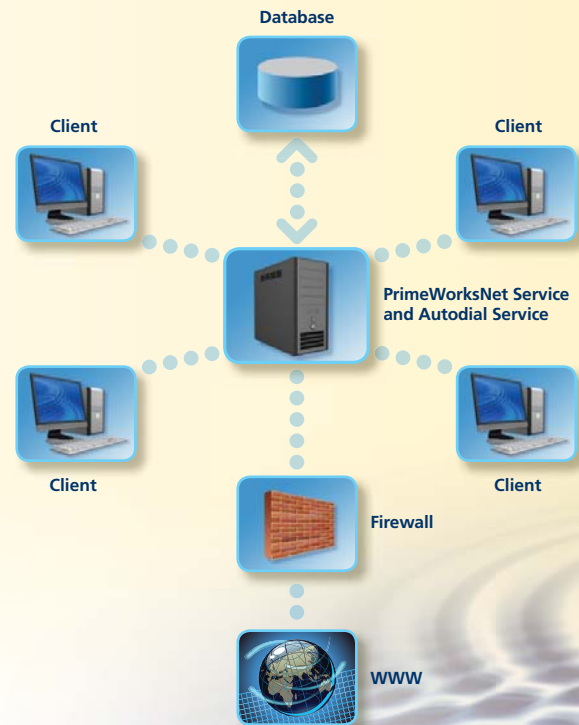 Database
Client
Client
PrimeWorksNet Service
and Autodial Service
Client
Client
Firewall
WWW